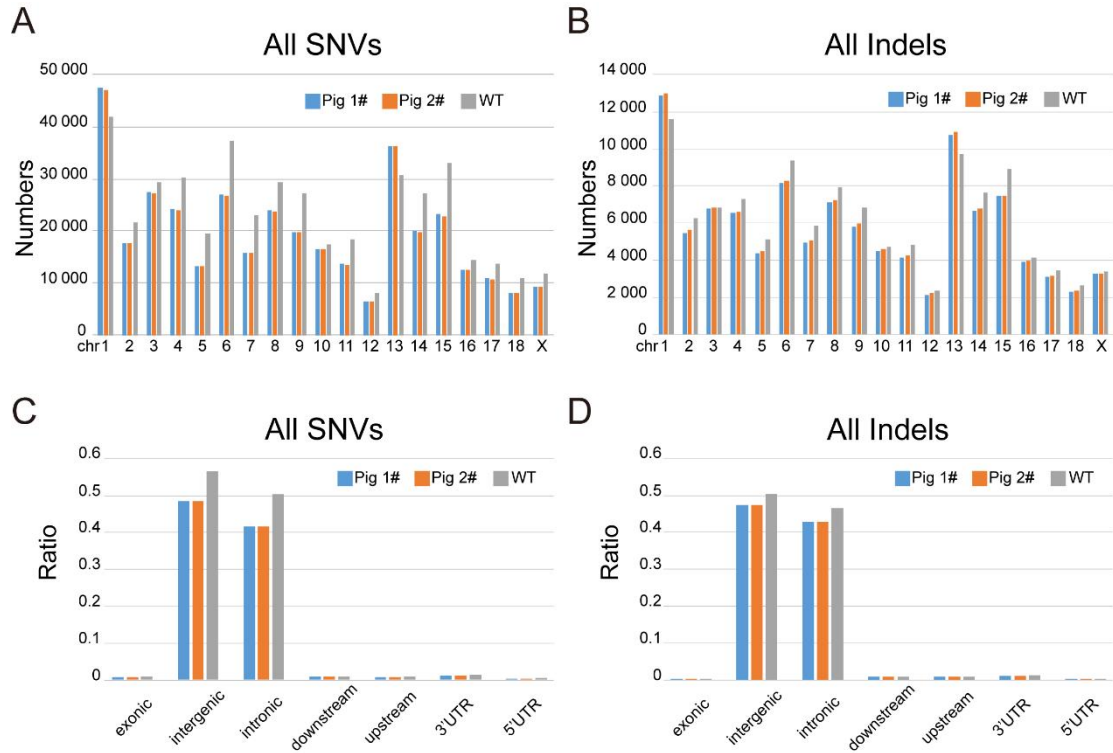 A
All SNVs
50 000
40 000
30 000
20 000
10 000
0
Numbers
Pig 1# Pig 2# WT
chr 1 2 3 4 5 6 7 8 9 10 11 12 13 14 15 16 17 18 X
B
All Indels
14 000
12 000
10 000
8 000
6 000
4 000
2 000
0
Numbers
Pig 1# Pig 2# WT
chr 1 2 3 4 5 6 7 8 9 10 11 12 13 14 15 16 17 18 X
C
All SNVs
0.6
0.5
0.4
0.3
0.2
0.1
0
Ratio
Pig 1# Pig 2# WT
exonic intergenic intronic downstream upstream 3'UTR 5'UTR
D
All Indels
0.6
0.5
0.4
0.3
0.2
0.1
0
Ratio
Pig 1# Pig 2# WT
exonic intergenic intronic downstream upstream 3'UTR 5'UTR